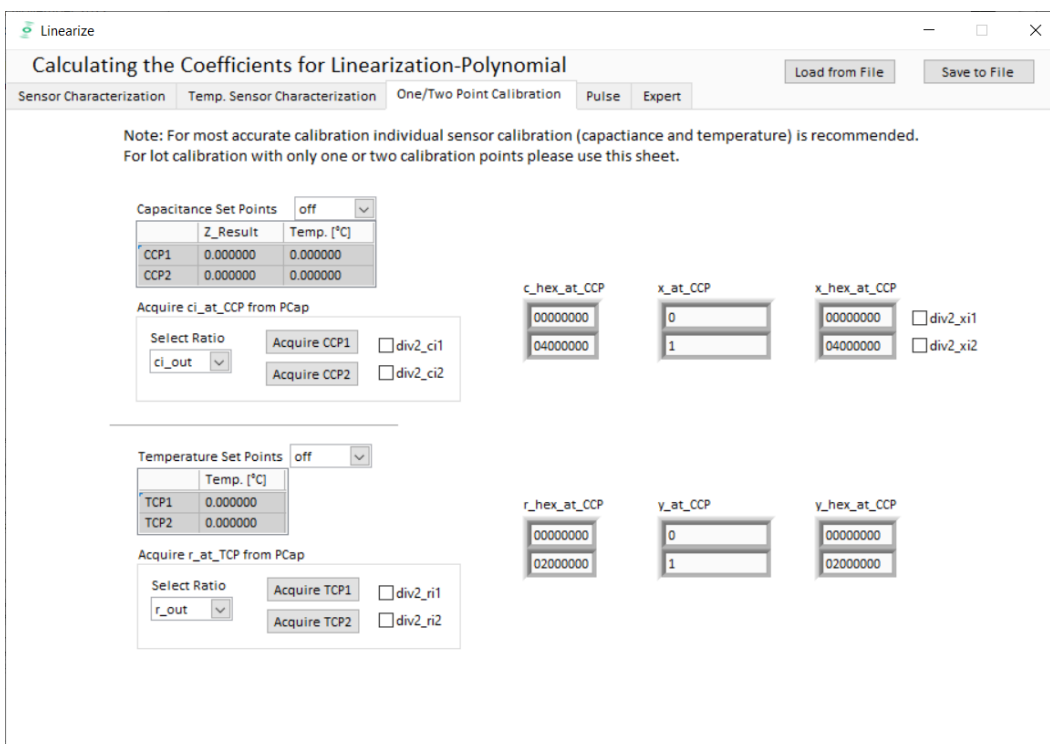 Linearize
Calculating the Coefficients for Linearization-Polynomial
Load from File
Save to File
Sensor Characterization
Temp. Sensor Characterization
One/Two Point Calibration
Pulse
Expert
Note: For most accurate calibration individual sensor calibration (capactiance and temperature) is recommended.
For lot calibration with only one or two calibration points please use this sheet.
Capacitance Set Points off
Z_Result Temp. [°C]
CCP1 0.000000 0.000000
CCP2 0.000000 0.000000
c_hex_at_CCP x_at_CCP x_hex_at_CCP
00000000 0 00000000 div2_xi1
04000000 1 04000000 div2_xi2
Acquire ci_at_CCP from PCap
Select Ratio
ci_out
Acquire CCP1 div2_ci1
Acquire CCP2 div2_ci2
Temperature Set Points off
Temp. [°C]
TCP1 0.000000
TCP2 0.000000
r_hex_at_CCP y_at_CCP y_hex_at_CCP
00000000 0 00000000
02000000 1 02000000
Acquire r_at_TCP from PCap
Select Ratio
r_out
Acquire TCP1 div2_ri1
Acquire TCP2 div2_ri2